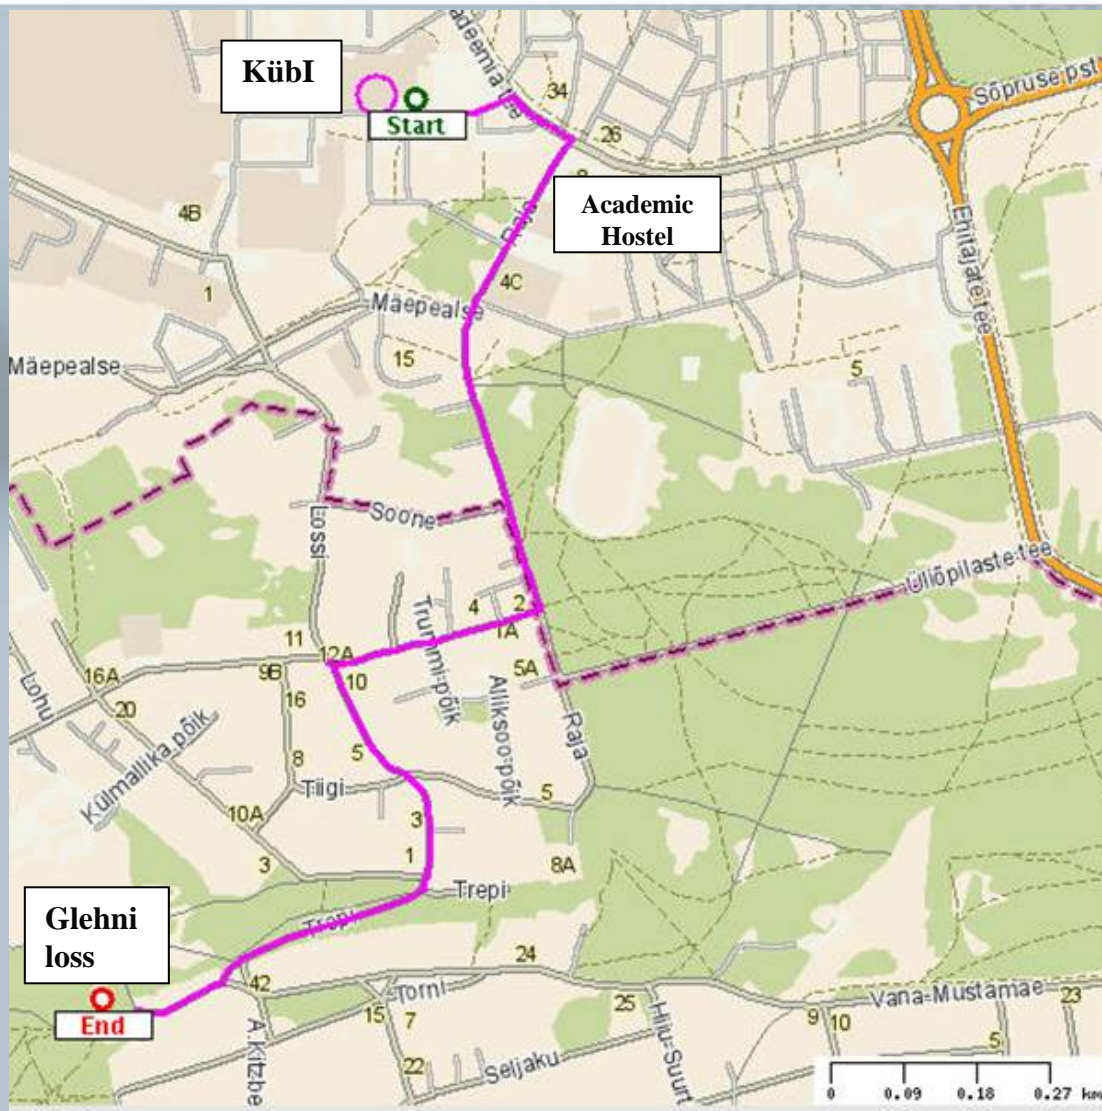 KübI
Start
34
Sõpruse pst
26
Academic
Hostel
4B
Ehitajate tee
1
4C
Mäepealse
Mäepealse
15
5
Soone
Lossi
Üliõpilaste tee
4
2
1A
Trummi põik
11
12A
9B
10
5A
16A
Lohu
20
16
Alliksoo põik
Raja
Külmallika põik
5
8
Tiigi
5
10A
3
3
1
8A
Trepi
Trepi
Glehni
loss
24
42
Torni
End
15
7
25
Vana-Mustamäe
23
9
10
A.Kitzbe
Hiiu-Suurt
5
22
Seljaku
0 0.09 0.18 0.27 km